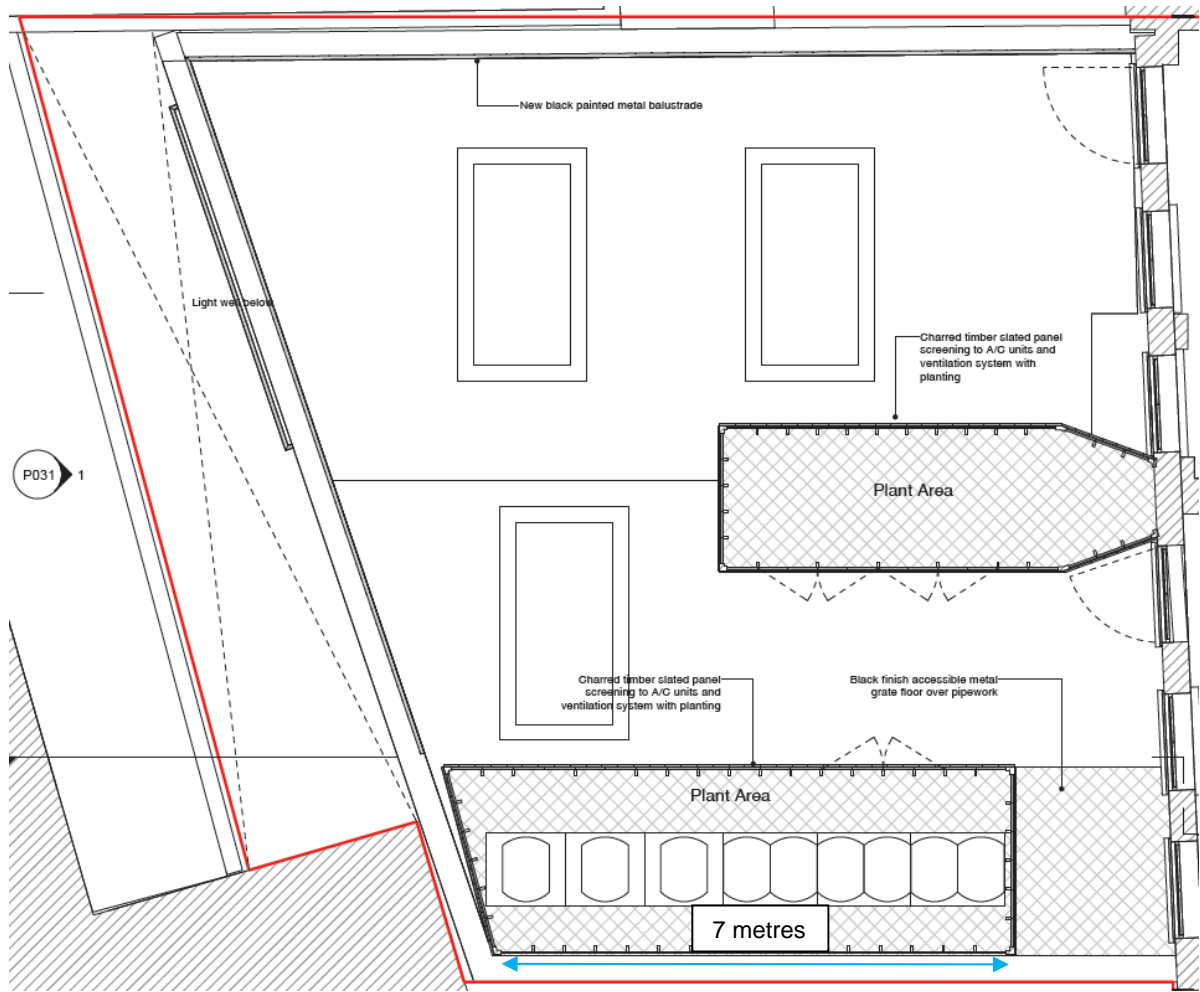 New black painted metal balustrade
Light well below
Charred timber slated panel
screening to A/C units and
ventilation system with
planting
P031
1
Plant Area
Charred timber slated panel
screening to A/C units and
ventilation system with planting
Black finish accessible metal
grate floor over pipework
Plant Area
7 metres